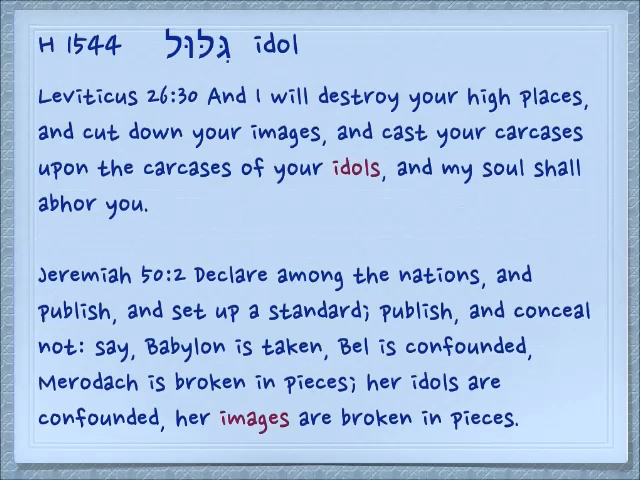 H 1544 גִּלּוּל idol
Leviticus 26:30 And I will destroy your high places,
and cut down your images, and cast your carcases
upon the carcases of your idols, and my soul shall
abhor you.
Jeremiah 50:2 Declare among the nations, and
publish, and set up a standard; publish, and conceal
not: say, Babylon is taken, Bel is confounded,
Merodach is broken in pieces; her idols are
confounded, her images are broken in pieces.